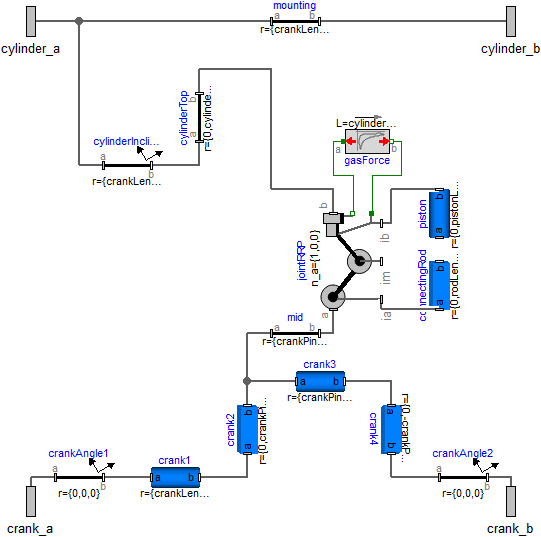 mounting
a b
r={crankLen...
cylinder_a
cylinder_b
cylinderTop
a b
r={0,cylinde...
cylinderIncli...
a b
r={crankLen...
L=cylinder...
a b
gasForce
b
jointRRP
n_a={1,0,0}
ib
im
ia
a
piston
a b
r={0,pistonL...
connectingRod
a b
r={0,rodLen...
mid
a b
r={crankPin...
crank3
a b
r={crankPin...
crank2
a b
r={0,crankPi...
crank4
a b
r={0,-crankP...
crankAngle1
a b
r={0,0,0}
crank1
a b
r={crankLen...
crankAngle2
a b
r={0,0,0}
crank_a
crank_b